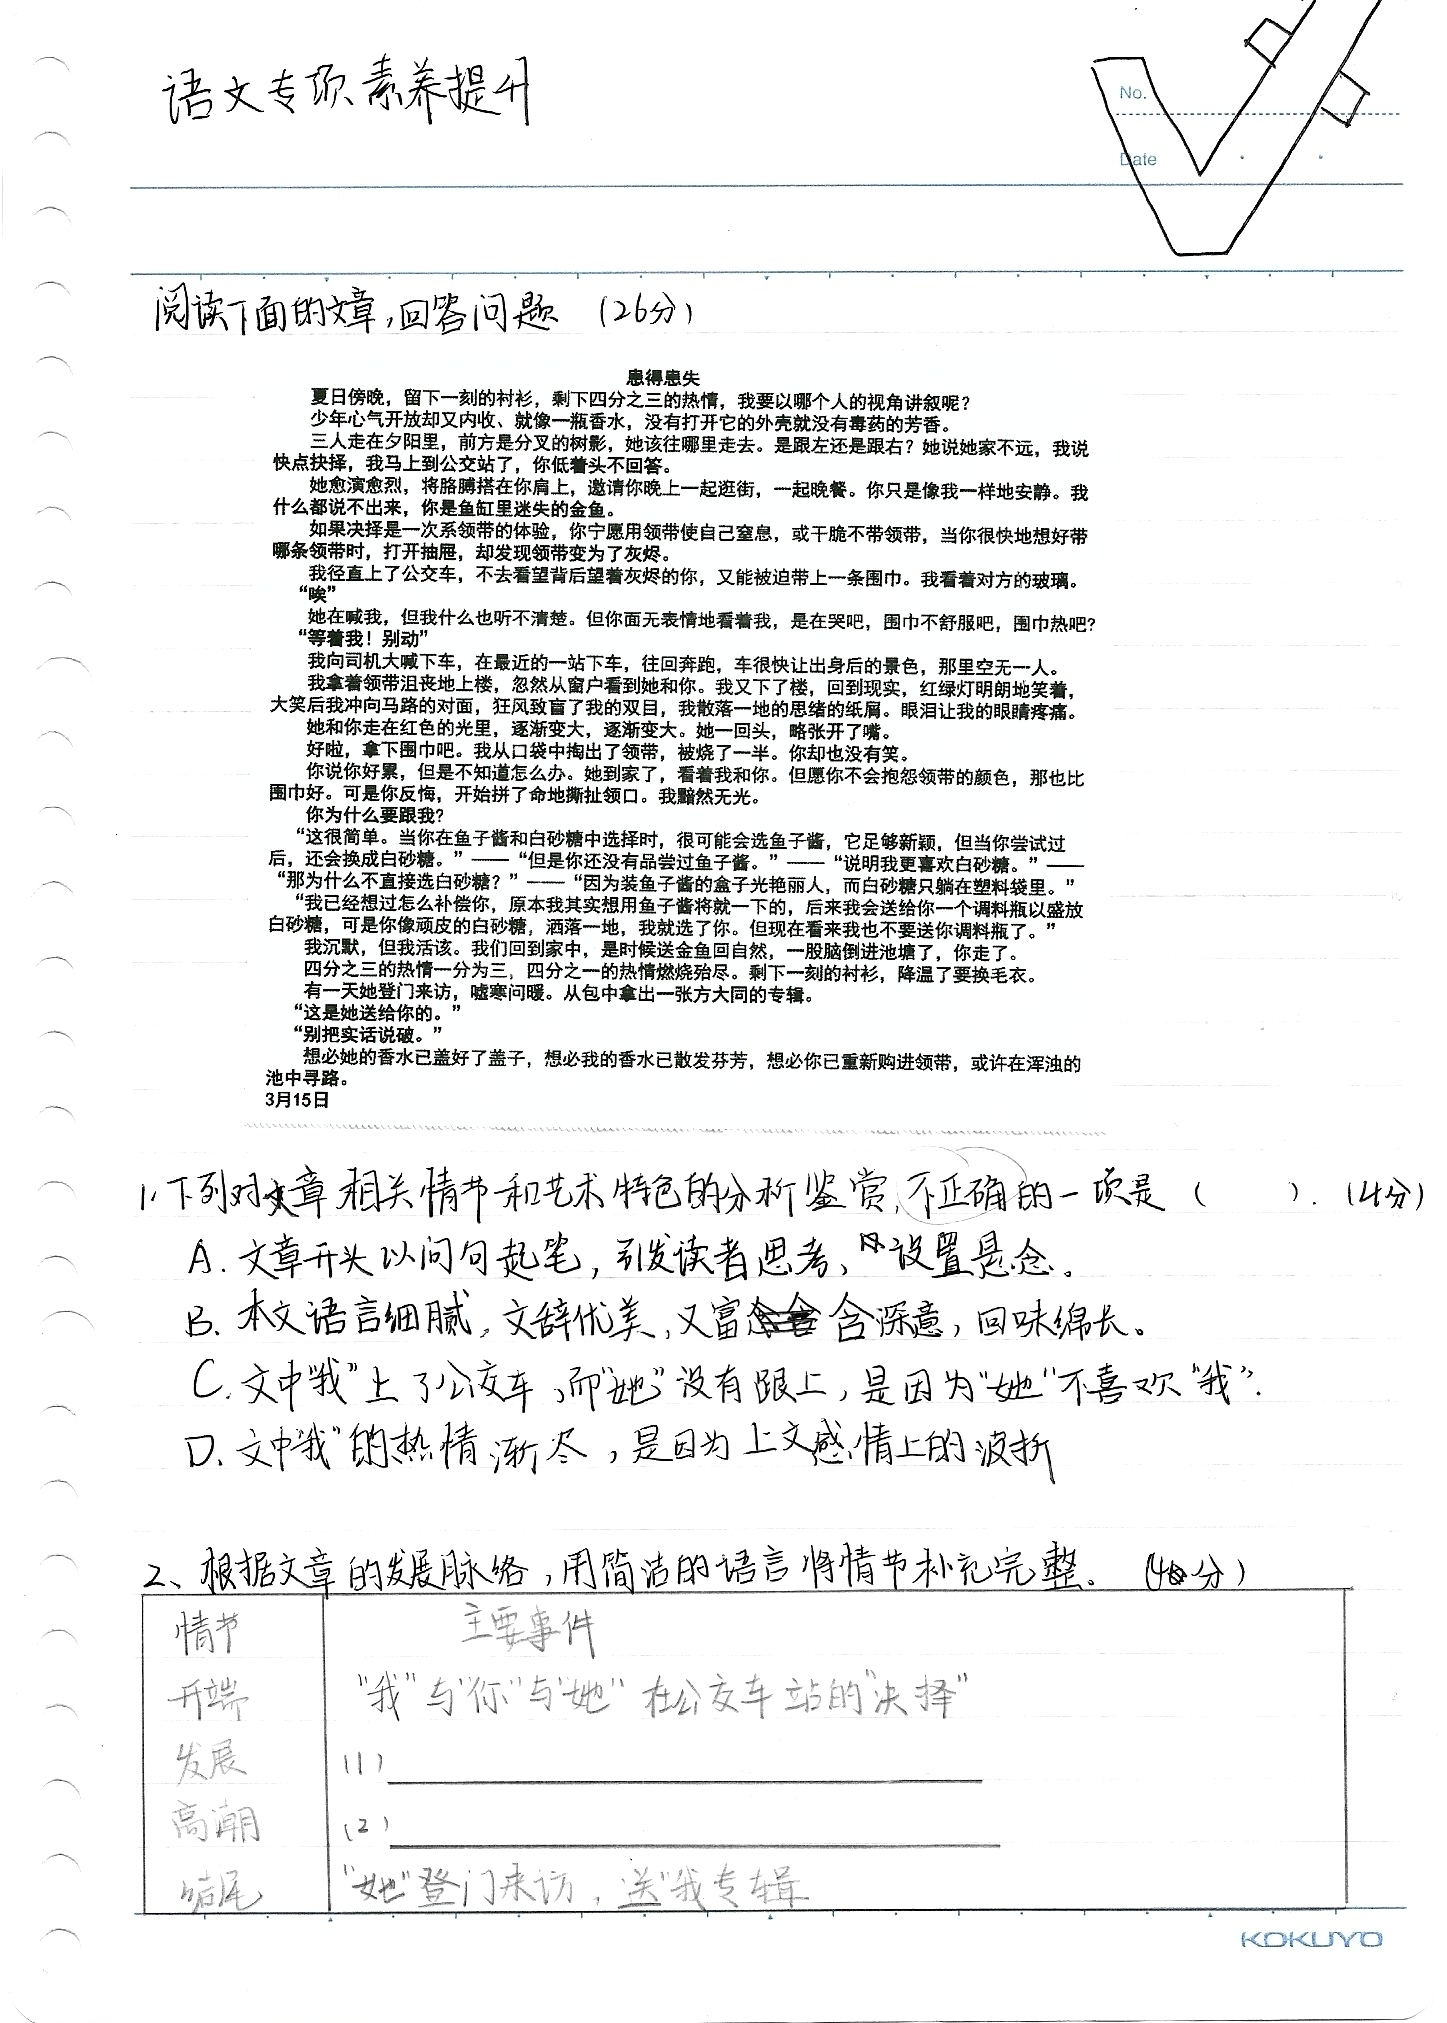 语文专项素养提升
No.
Date
阅读下面的文章,回答问题 (26分)
患得患失
夏日傍晚，留下一刻的衬衫，剩下四分之三的热情，我要以哪个人的视角讲叙呢？
少年心气开放却又内收、就像一瓶香水，没有打开它的外壳就没有毒药的芳香。
三人走在夕阳里，前方是分叉的树影，她该往哪里走去。是跟左还是跟右？她说她家不远，我说
快点抉择，我马上到公交站了，你低着头不回答。
她愈演愈烈，将胳膊搭在你肩上，邀请你晚上一起逛街，一起晚餐。你只是像我一样地安静。我
什么都说不出来，你是鱼缸里迷失的金鱼。
如果决择是一次系领带的体验，你宁愿用领带使自己窒息，或干脆不带领带，当你很快地想好带
哪条领带时，打开抽屉，却发现领带变为了灰烬。
我径直上了公交车，不去看望背后望着灰烬的你，又能被迫带上一条围巾。我看着对方的玻璃。
“唉”
她在喊我，但我什么也听不清楚。但你面无表情地看着我，是在哭吧，围巾不舒服吧，围巾热吧？
“等着我！别动”
我向司机大喊下车，在最近的一站下车，往回奔跑，车很快让出身后的景色，那里空无一人。
我拿着领带沮丧地上楼，忽然从窗户看到她和你。我又下了楼，回到现实，红绿灯明朗地笑着，
大笑后我冲向马路的对面，狂风致盲了我的双目，我散落一地的思绪的纸屑。眼泪让我的眼睛疼痛。
她和你走在红色的光里，逐渐变大，逐渐变大。她一回头，略张开了嘴。
好啦，拿下围巾吧。我从口袋中掏出了领带，被烧了一半。你却也没有笑。
你说你好累，但是不知道怎么办。她到家了，看着我和你。但愿你不会抱怨领带的颜色，那也比
围巾好。可是你反悔，开始拼了命地撕扯领口。我黯然无光。
你为什么要跟我？
“这很简单。当你在鱼子酱和白砂糖中选择时，很可能会选鱼子酱，它足够新颖，但当你尝试过
后，还会换成白砂糖。”——“但是你还没有品尝过鱼子酱。”——“说明我更喜欢白砂糖。”——
“那为什么不直接选白砂糖？”——“因为装鱼子酱的盒子光艳丽人，而白砂糖只躺在塑料袋里。”
“我已经想过怎么补偿你，原本我其实想用鱼子酱将就一下的，后来我会送给你一个调料瓶以盛放
白砂糖，可是你像顽皮的白砂糖，洒落一地，我就选了你。但现在看来我也不要送你调料瓶了。”
我沉默，但我活该。我们回到家中，是时候送金鱼回自然，一股脑倒进池塘了，你走了。
四分之三的热情一分为三，四分之一的热情燃烧殆尽。剩下一刻的衬衫，降温了要换毛衣。
有一天她登门来访，嘘寒问暖。从包中拿出一张方大同的专辑。
“这是她送给你的。”
“别把实话说破。”
想必她的香水已盖好了盖子，想必我的香水已散发芬芳，想必你已重新购进领带，或许在浑浊的
池中寻路。
3月15日
1、下列对文章相关情节和艺术特色的分析鉴赏,不正确的一项是（　　）.（4分）
A. 文章开头以问句起笔,引发读者思考、设置悬念。
B. 本文语言细腻,文辞优美,又富含深意,回味绵长。
C. 文中“我”上了公交车,而“她”没有跟上,是因为“她”不喜欢“我”.
D. 文中“我”的热情渐尽,是因为上文感情上的波折
2、根据文章的发展脉络,用简洁的语言将情节补充完整. （4分）
情节 主要事件
开端 “我”与“你”与“她”在公交车站的“决择”
发展 (1)
高潮 (2)
结尾 “她”登门来访,送“我”专辑
KOKUYO